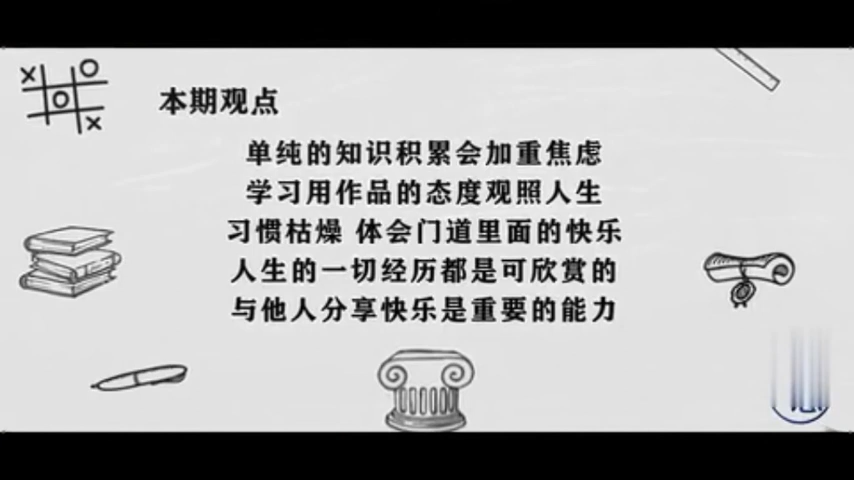 本期观点
单纯的知识积累会加重焦虑
学习用作品的态度观照人生
习惯枯燥 体会门道里面的快乐
人生的一切经历都是可欣赏的
与他人分享快乐是重要的能力